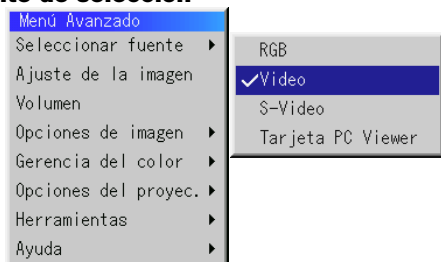 Menú Avanzado
Seleccionar fuente
Ajuste de la imagen
Volumen
Opciones de imagen
Gerencia del color
Opciones del proyec.
Herramientas
Ayuda
RGB
Video
S-Video
Tarjeta PC Viewer